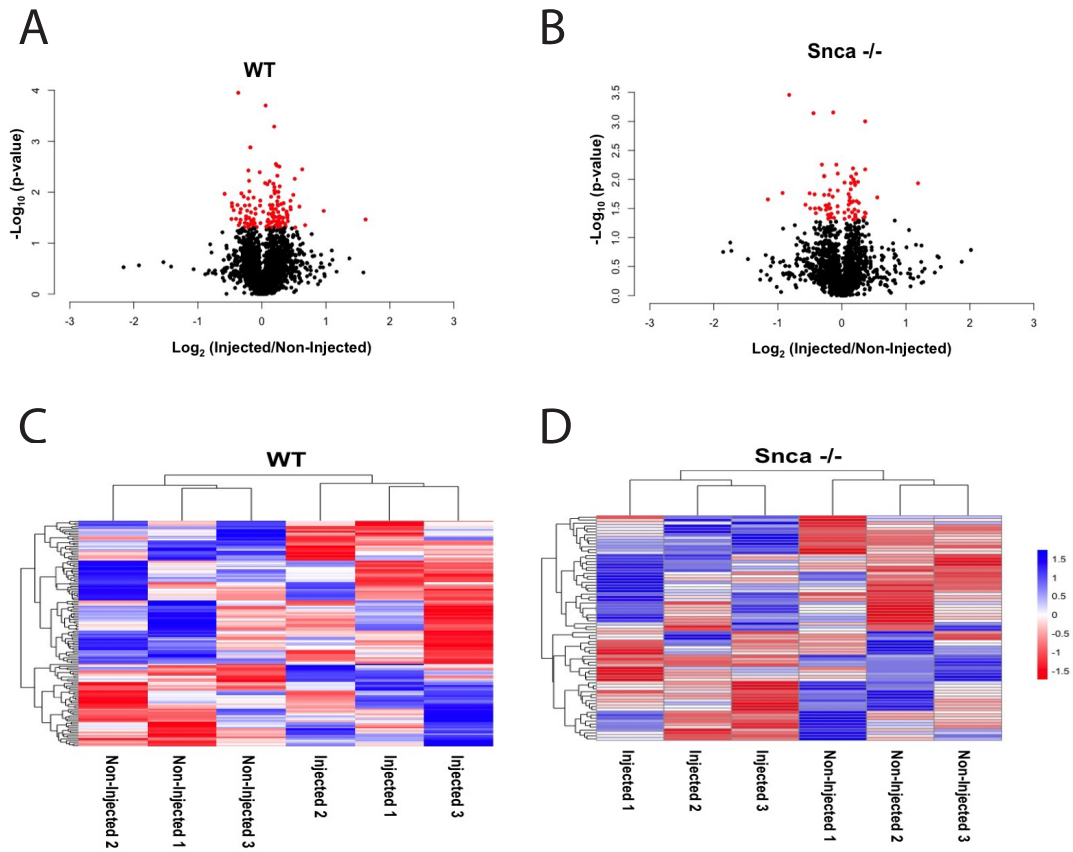 A
WT
4
3
2
1
0
-Log10 (p-value)
-3 -2 -1 0 1 2 3
Log2 (Injected/Non-Injected)
B
Snca -/-
3.5
3.0
2.5
2.0
1.5
1.0
0.5
0.0
-Log10 (p-value)
-3 -2 -1 0 1 2 3
Log2 (Injected/Non-Injected)
C
WT
Non-Injected 2
Non-Injected 1
Non-Injected 3
Injected 2
Injected 1
Injected 3
D
Snca -/-
Injected 1
Injected 2
Injected 3
Non-Injected 1
Non-Injected 2
Non-Injected 3
1.5
1
0.5
0
-0.5
-1
-1.5